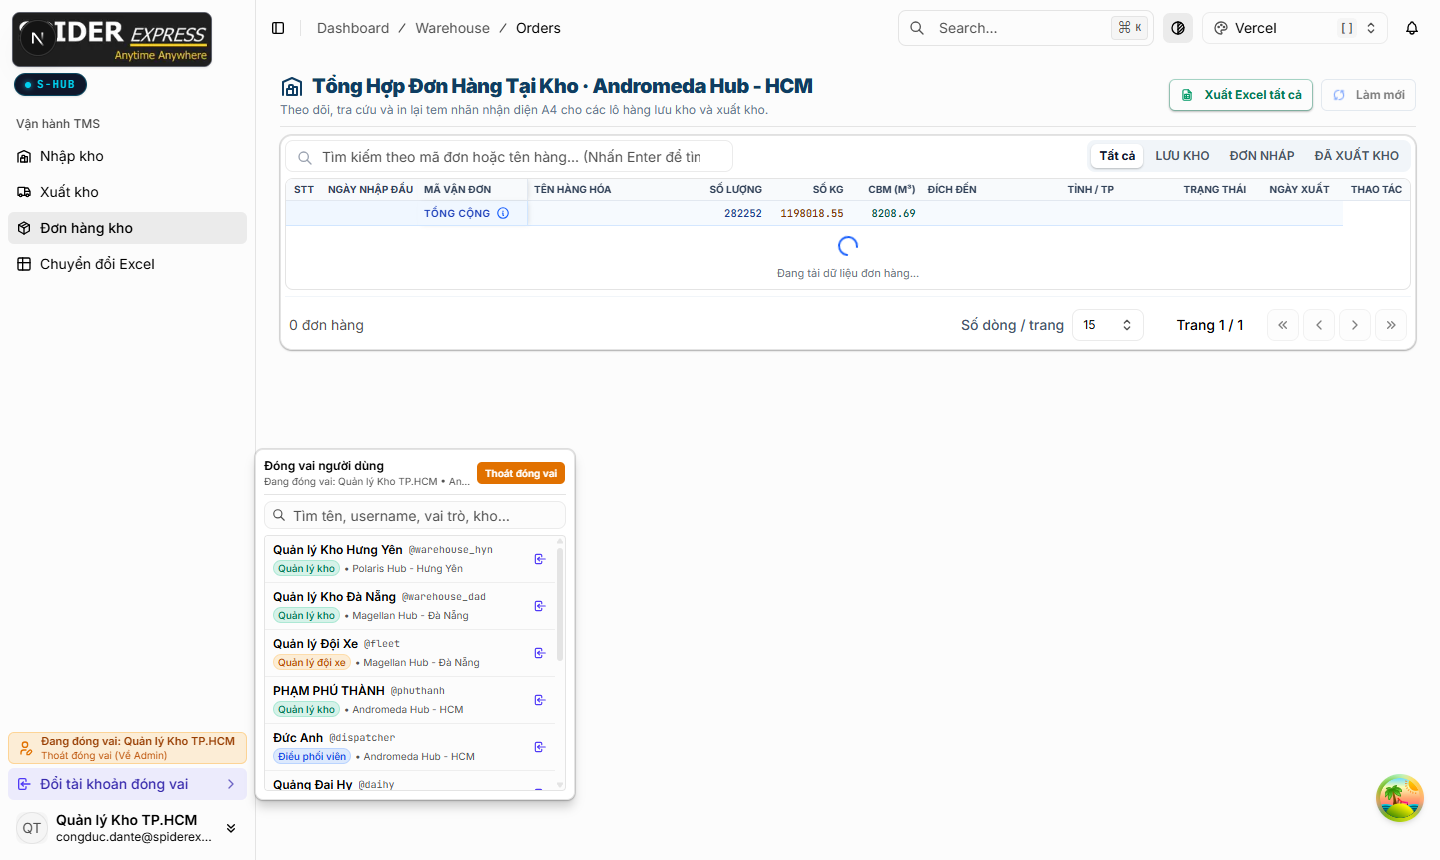 SPIDER EXPRESS
Anytime Anywhere
N
S-HUB
Vận hành TMS
Nhập kho
Xuất kho
Đơn hàng kho
Chuyển đổi Excel
Dashboard / Warehouse / Orders
Search...
⌘ K
Vercel
[ ]
Tổng Hợp Đơn Hàng Tại Kho · Andromeda Hub - HCM
Theo dõi, tra cứu và in lại tem nhãn nhận diện A4 cho các lô hàng lưu kho và xuất kho.
Xuất Excel tất cả
Làm mới
Tìm kiếm theo mã đơn hoặc tên hàng... (Nhấn Enter để tìm
Tất cả LƯU KHO ĐƠN NHÁP ĐÃ XUẤT KHO
STT NGÀY NHẬP ĐẦU MÃ VẬN ĐƠN TÊN HÀNG HÓA SỐ LƯỢNG SỐ KG CBM (M³) ĐÍCH ĐẾN TỈNH / TP TRẠNG THÁI NGÀY XUẤT THAO TÁC
TỔNG CỘNG 282252 1198018.55 8208.69
Đang tải dữ liệu đơn hàng...
0 đơn hàng
Số dòng / trang 15 Trang 1 / 1
Đóng vai người dùng
Đang đóng vai: Quản lý Kho TP.HCM • An...
Thoát đóng vai
Tìm tên, username, vai trò, kho...
Quản lý Kho Hưng Yên @warehouse_hyn
Quản lý kho • Polaris Hub - Hưng Yên
Quản lý Kho Đà Nẵng @warehouse_dad
Quản lý kho • Magellan Hub - Đà Nẵng
Quản lý Đội Xe @fleet
Quản lý đội xe • Magellan Hub - Đà Nẵng
PHẠM PHÚ THÀNH @phuthanh
Quản lý kho • Andromeda Hub - HCM
Đức Anh @dispatcher
Điều phối viên • Andromeda Hub - HCM
Quảng Đại Hy @daihy
Đang đóng vai: Quản lý Kho TP.HCM
Thoát đóng vai (Về Admin)
Đổi tài khoản đóng vai
QT
Quản lý Kho TP.HCM
congduc.dante@spiderex...